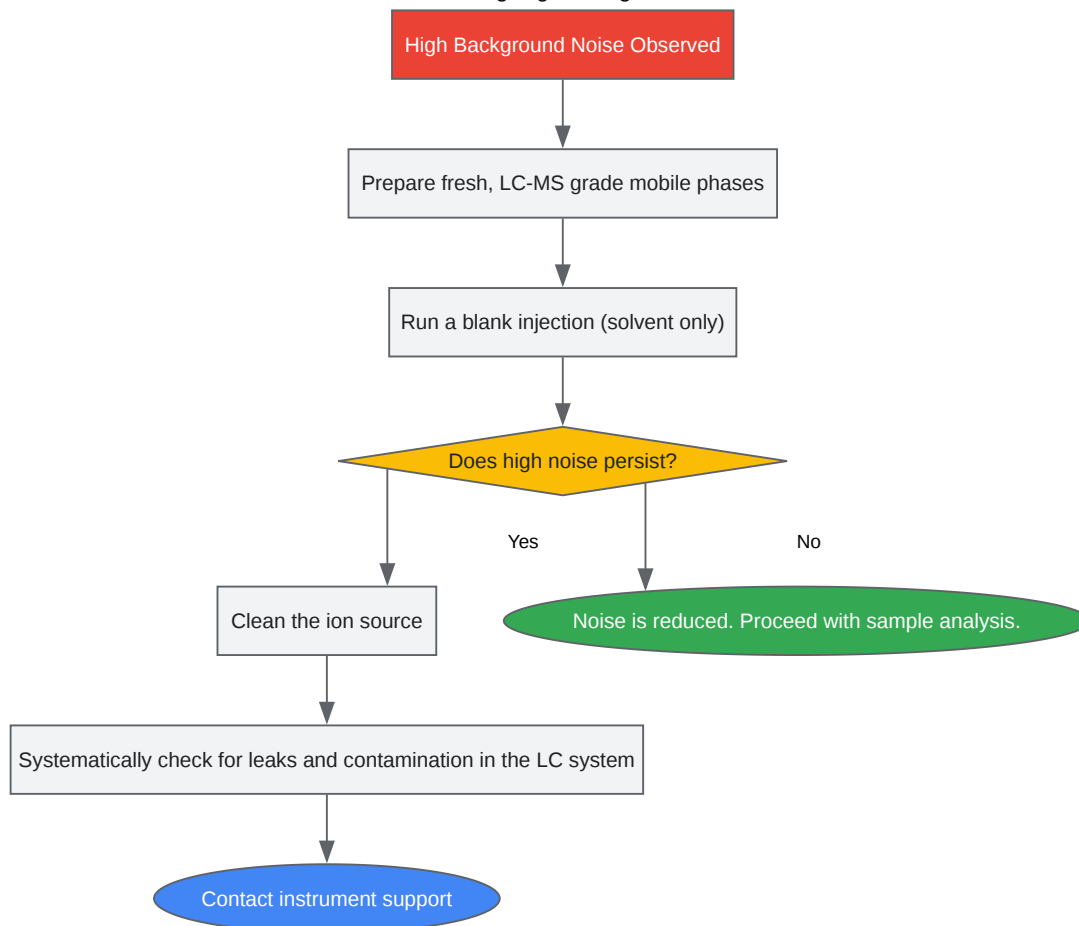 High Background Noise Observed
Prepare fresh, LC-MS grade mobile phases
Run a blank injection (solvent only)
Does high noise persist?
Yes
No
Clean the ion source
Noise is reduced. Proceed with sample analysis.
Systematically check for leaks and contamination in the LC system
Contact instrument support